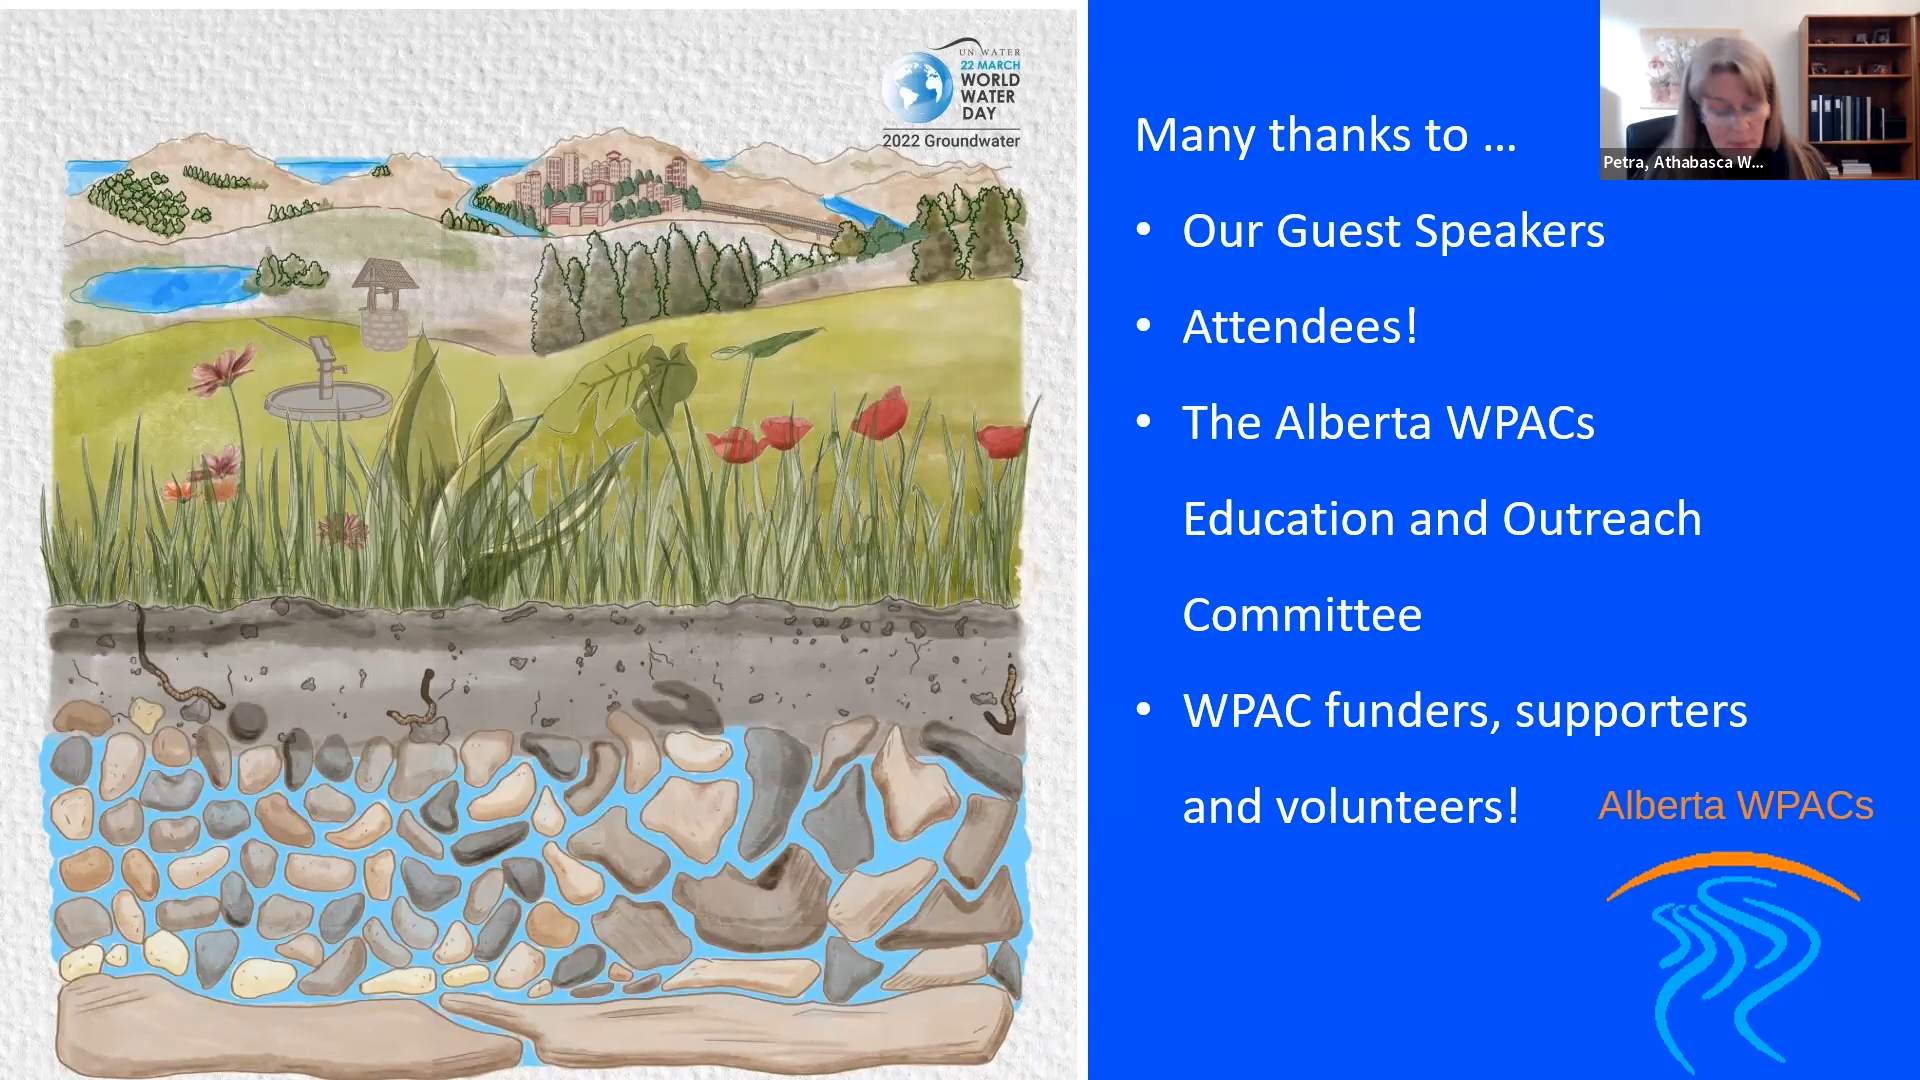 UN WATER
22 MARCH
WORLD
WATER
DAY
2022 Groundwater
Many thanks to ...
Petra, Athabasca W...
• Our Guest Speakers
• Attendees!
• The Alberta WPACs
Education and Outreach
Committee
• WPAC funders, supporters
and volunteers!
Alberta WPACs